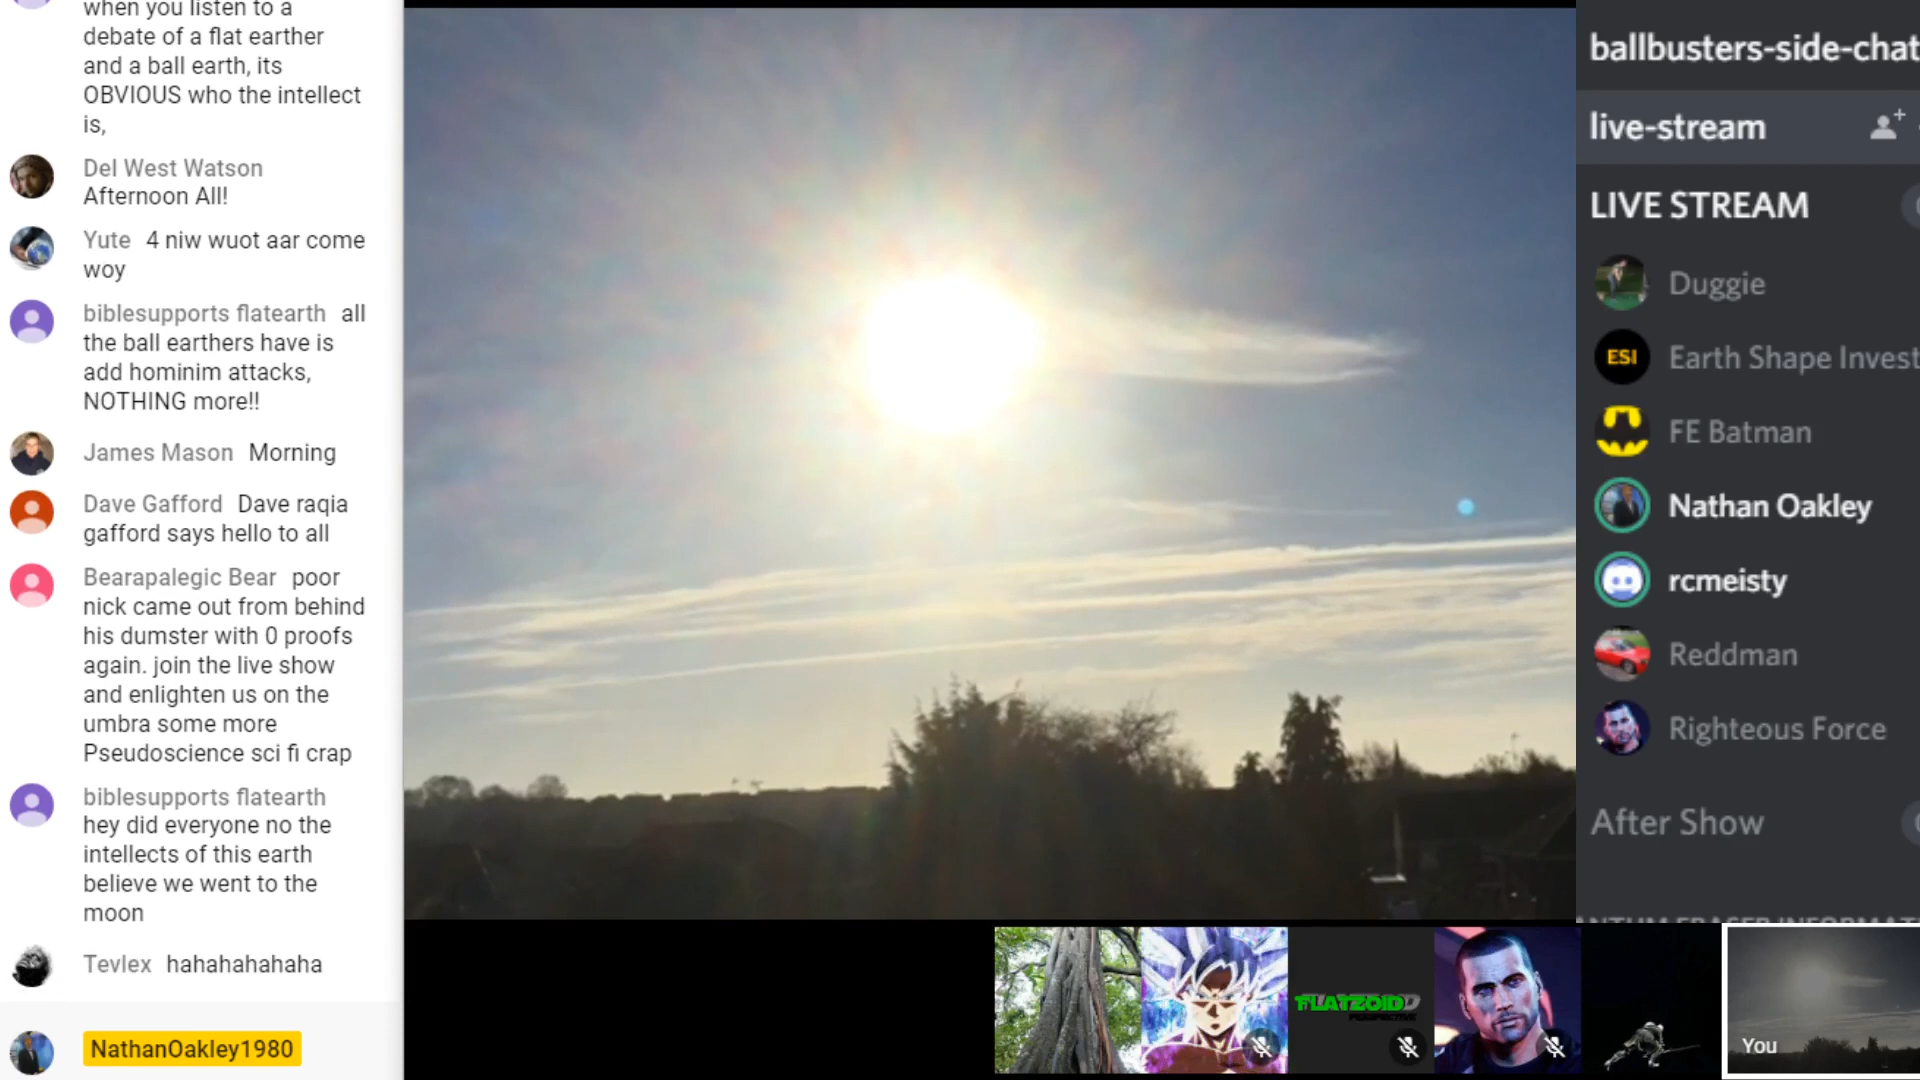 when you listen to a
debate of a flat earther
and a ball earth, its
OBVIOUS who the intellect
is,
Del West Watson
Afternoon All!
Yute 4 niw wuot aar come
woy
biblesupports flatearth all
the ball earthers have is
add hominim attacks,
NOTHING more!!
James Mason Morning
Dave Gafford Dave raqia
gafford says hello to all
Bearapalegic Bear poor
nick came out from behind
his dumster with 0 proofs
again. join the live show
and enlighten us on the
umbra some more
Pseudoscience sci fi crap
biblesupports flatearth
hey did everyone no the
intellects of this earth
believe we went to the
moon
Tevlex hahahahahaha
NathanOakley1980
ballbusters-side-chat
live-stream
LIVE STREAM
Duggie
ESI
Earth Shape Invest
FE Batman
Nathan Oakley
rcmeisty
Reddman
Righteous Force
After Show
FLATZOID
PERSPECTIVE
You